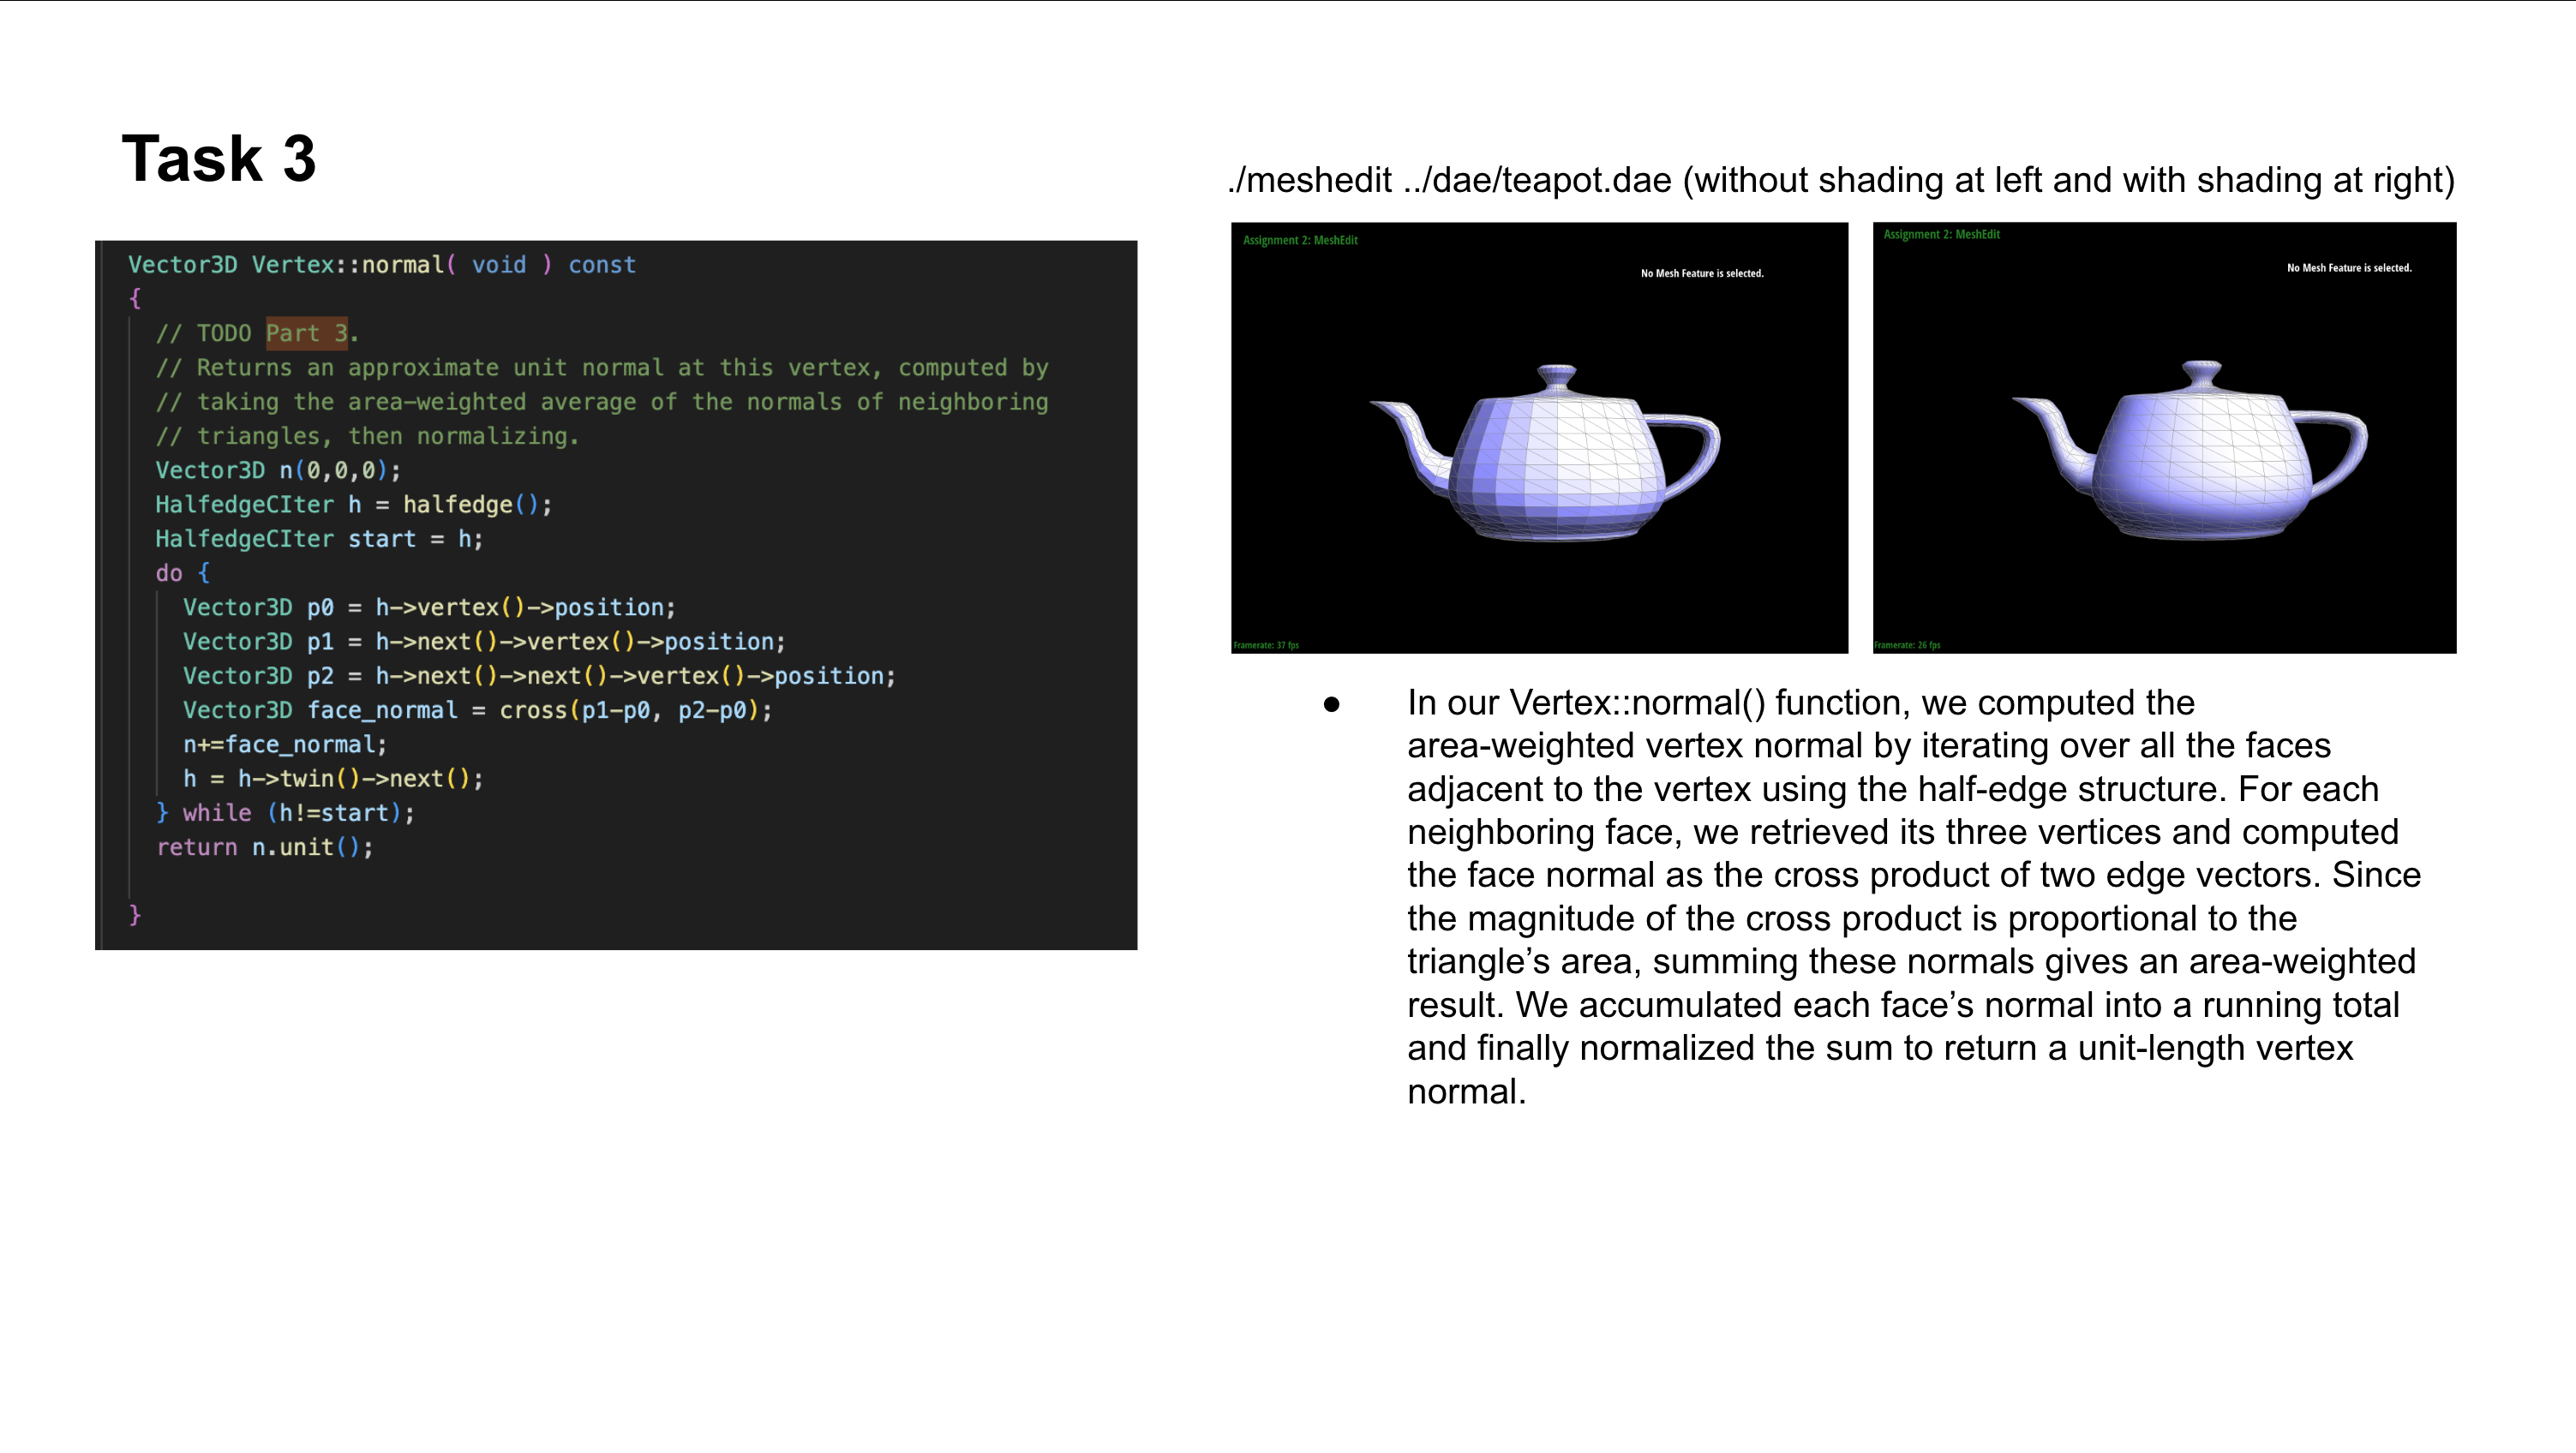 Task 3
Vector3D Vertex::normal( void ) const
{
// TODO Part 3.
// Returns an approximate unit normal at this vertex, computed by
// taking the area-weighted average of the normals of neighboring
// triangles, then normalizing.
Vector3D n(0,0,0);
HalfedgeCIter h = halfedge();
HalfedgeCIter start = h;
do {
Vector3D p0 = h->vertex()->position;
Vector3D p1 = h->next()->vertex()->position;
Vector3D p2 = h->next()->next()->vertex()->position;
Vector3D face_normal = cross(p1-p0, p2-p0);
n+=face_normal;
h = h->twin()->next();
} while (h!=start);
return n.unit();
}
./meshedit ../dae/teapot.dae (without shading at left and with shading at right)
Assignment 2: MeshEdit
No Mesh Feature is selected.
Framerate: 37 fps
Assignment 2: MeshEdit
No Mesh Feature is selected.
Framerate: 26 fps
● In our Vertex::normal() function, we computed the
area-weighted vertex normal by iterating over all the faces
adjacent to the vertex using the half-edge structure. For each
neighboring face, we retrieved its three vertices and computed
the face normal as the cross product of two edge vectors. Since
the magnitude of the cross product is proportional to the
triangle’s area, summing these normals gives an area-weighted
result. We accumulated each face’s normal into a running total
and finally normalized the sum to return a unit-length vertex
normal.